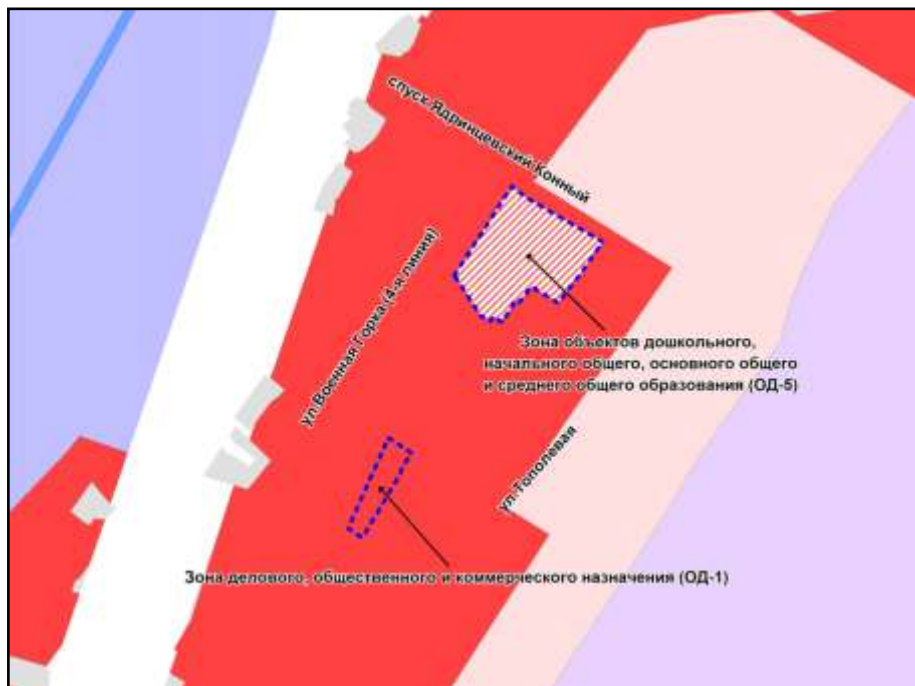 спуск Ядринцевский Конный
ул Военная Горка (4-я линия)
Зона объектов дошкольного,
начального общего, основного общего
и среднего общего образования (ОД-5)
ул Тополевая
Зона делового, общественного и коммерческого назначения (ОД-1)